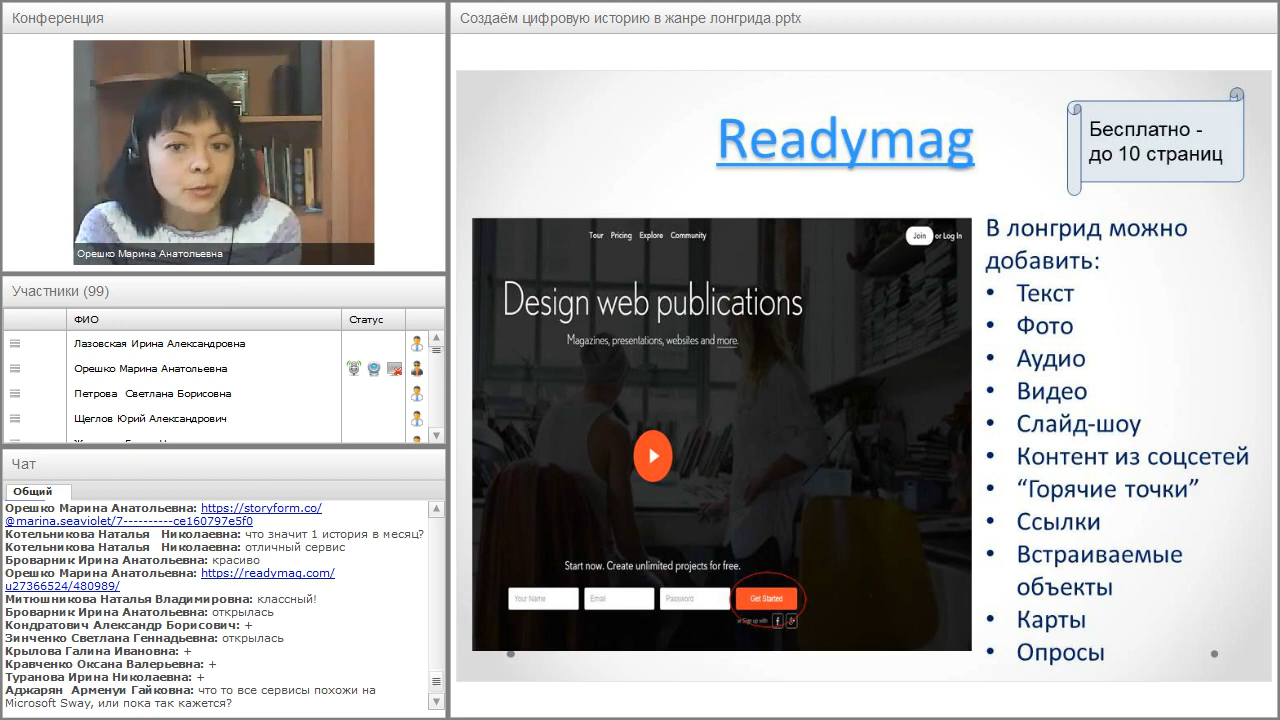 Конференция
Орешко Марина Анатольевна
Участники (99)
ФИО
Статус
Лазовская Ирина Александровна
Орешко Марина Анатольевна
Петрова Светлана Борисовна
Щеглов Юрий Александрович
Чат
Общий
Орешко Марина Анатольевна: https://storyform.co/
@marina.seaviolet/7----------ce160797e5f0
Котельникова Наталья Николаевна: что значит 1 история в месяц?
Котельникова Наталья Николаевна: отличный сервис
Броварник Ирина Анатольевна: красиво
Орешко Марина Анатольевна: https://readymag.com/
u27366524/480989/
Митюшникова Наталья Владимировна: классный!
Броварник Ирина Анатольевна: открылась
Кондратович Александр Борисович: +
Зинченко Светлана Геннадьевна: открылась
Крылова Галина Ивановна: +
Кравченко Оксана Валерьевна: +
Туранова Ирина Николаевна: +
Аджарян Арменуи Гайковна: что то все сервисы похожи на
Microsoft Sway, или пока так кажется?
Создаём цифровую историю в жанре лонгрида.pptx
Readymag
Бесплатно -
до 10 страниц
Tour Pricing Explore Community
Join or Log In
Design web publications
Magazines, presentations, websites and more.
Start now. Create unlimited projects for free.
Your Name Email Password Get Started
or Sign up with
В лонгрид можно
добавить:
• Текст
• Фото
• Аудио
• Видео
• Слайд-шоу
• Контент из соцсетей
• “Горячие точки”
• Ссылки
• Встраиваемые
объекты
• Карты
• Опросы